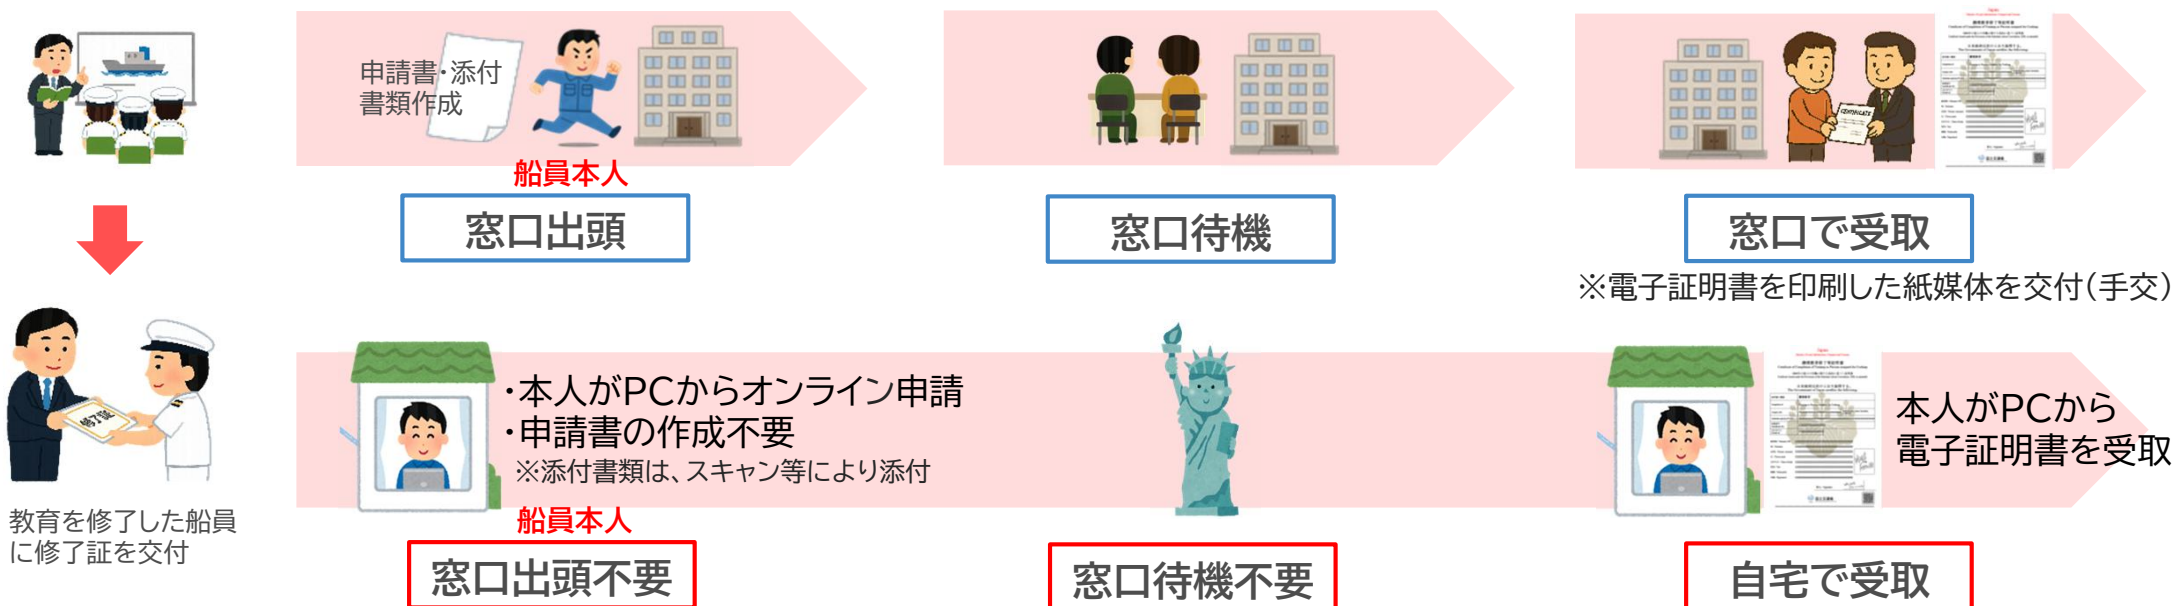 申請書・添付
書類作成
船員本人
窓口出頭
窓口待機
窓口で受取
※電子証明書を印刷した紙媒体を交付(手交)
修了証
教育を修了した船員
に修了証を交付
・本人がPCからオンライン申請
・申請書の作成不要
※添付書類は、スキャン等により添付
船員本人
窓口出頭不要
窓口待機不要
本人がPCから
電子証明書を受取
自宅で受取
CERTIFICATE